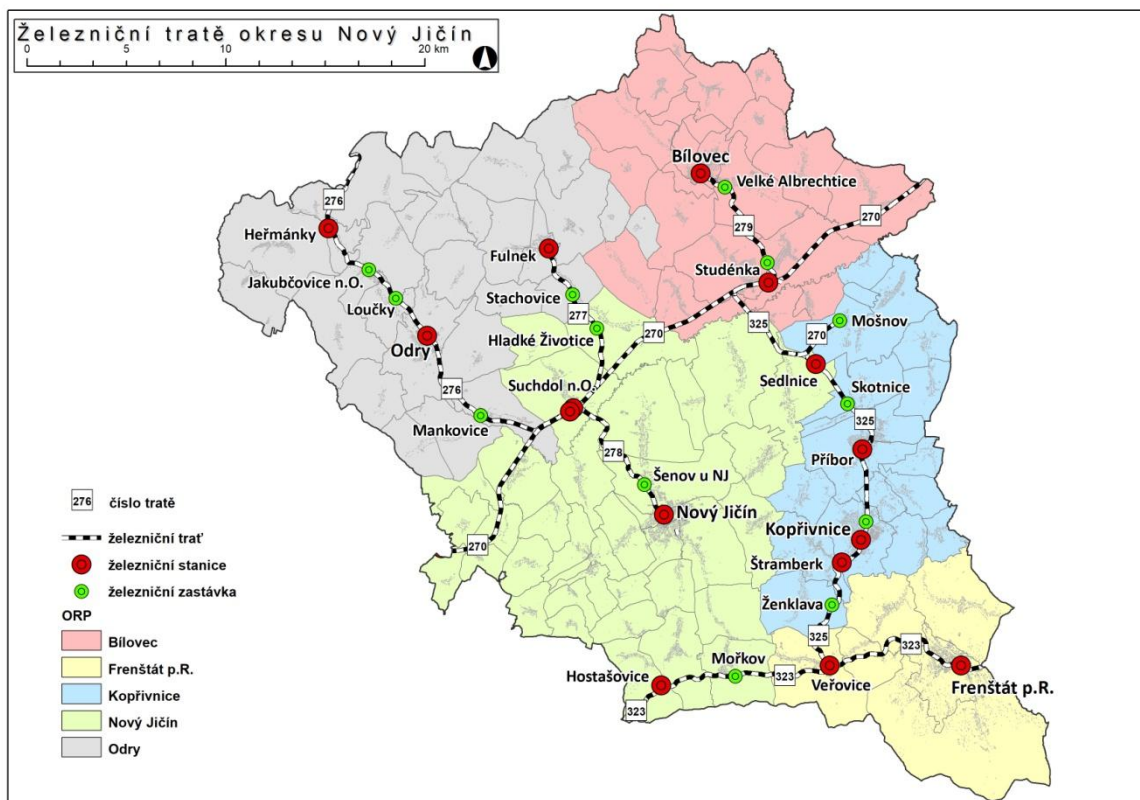 Železniční tratě okresu Nový Jičín
0 5 10 20 km
Bílovec
Velké Albrechtice
276
279
270
Heřmánky
Fulnek
Studénka
Jakubčovice n.O.
Stachovice
Loučky
277
Mošnov
325
270
Hladké Životice
270
Odry
Sedlnice
Skotnice
Suchdol n.O.
276
325
Mankovice
278
Příbor
Šenov u NJ
Nový Jičín
Kopřivnice
270
Štramberk
Ženklava
325
323
Mořkov
Hostašovice
323
Veřovice
Frenštát p.R.
323
276 číslo tratě
železniční trať
železniční stanice
železniční zastávka
ORP
Bílovec
Frenštát p.R.
Kopřivnice
Nový Jičín
Odry